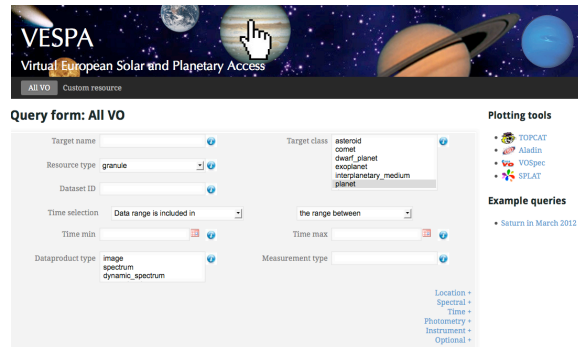 VESPA
Virtual European Solar and Planetary Access
All VO Custom resource
Query form: All VO
Target name
Target class
asteroid
comet
dwarf_planet
exoplanet
interplanetary_medium
planet
Resource type granule
Dataset ID
Time selection Data range is included in the range between
Time min Time max
Dataproduct type
image
spectrum
dynamic_spectrum
Measurement type
Location +
Spectral +
Time +
Photometry +
Instrument +
Optional +
Plotting tools
TOPCAT
Aladin
VOSpec
SPLAT
Example queries
Saturn in March 2012